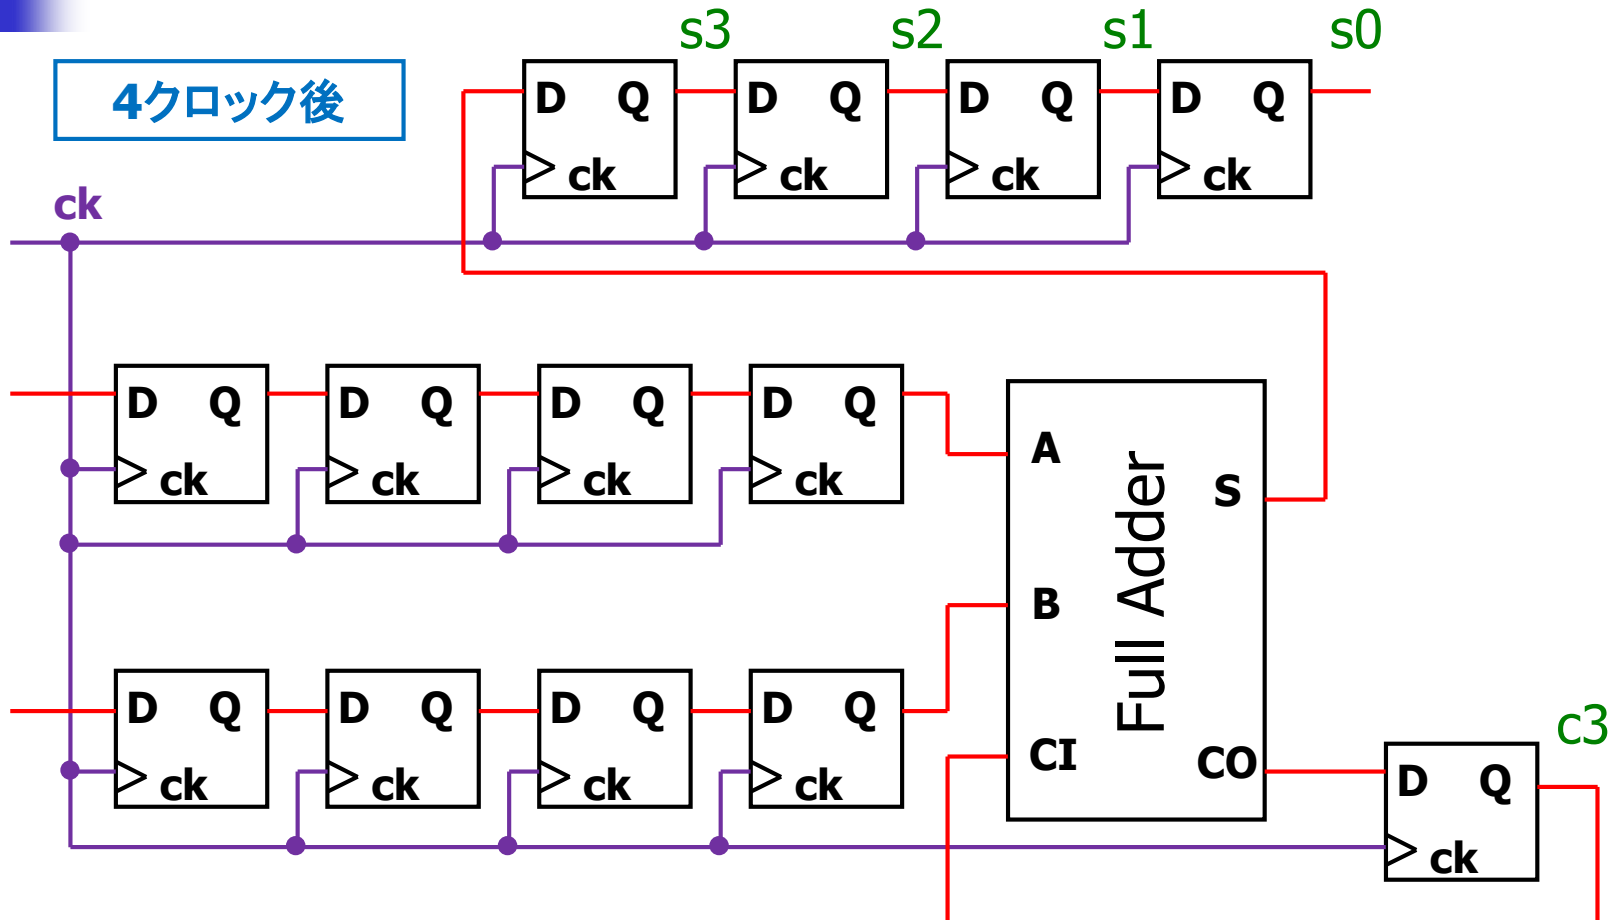 s3 s2 s1 s0
4クロック後
D Q D Q D Q D Q
ck ck ck ck
ck
D Q D Q D Q D Q
ck ck ck ck
A
S
Full Adder
B
D Q D Q D Q D Q
ck ck ck ck
CI
CO
c3
D Q
ck